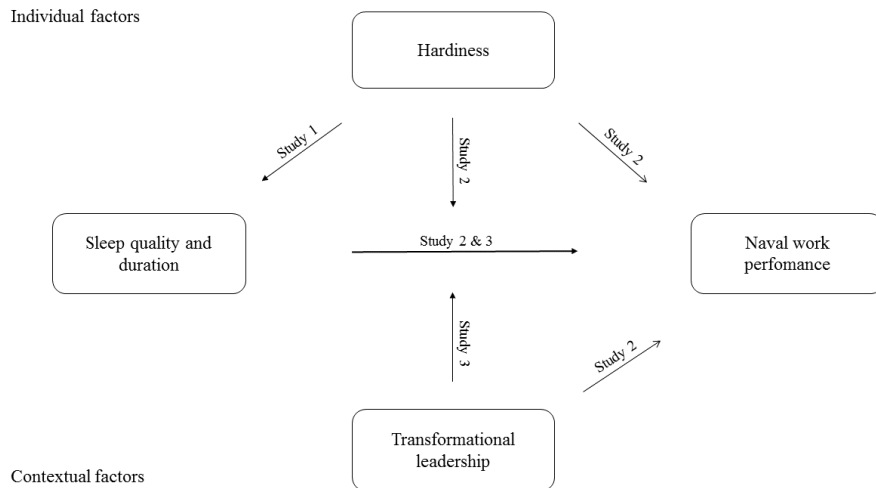 Individual factors
Hardiness
Study 1
Study 2
Study 2
Sleep quality and
duration
Study 2 & 3
Naval work
perfomance
Study 3
Study 2
Transformational
leadership
Contextual factors